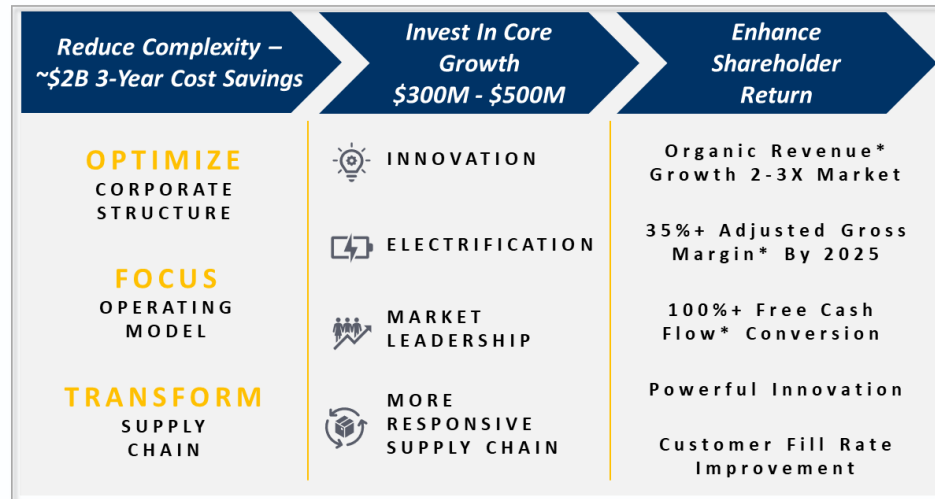 Reduce Complexity –
~$2B 3-Year Cost Savings
Invest In Core
Growth
$300M - $500M
Enhance
Shareholder
Return
OPTIMIZE
CORPORATE
STRUCTURE
FOCUS
OPERATING
MODEL
TRANSFORM
SUPPLY
CHAIN
INNOVATION
ELECTRIFICATION
MARKET
LEADERSHIP
MORE
RESPONSIVE
SUPPLY CHAIN
Organic Revenue*
Growth 2-3X Market
35%+ Adjusted Gross
Margin* By 2025
100%+ Free Cash
Flow* Conversion
Powerful Innovation
Customer Fill Rate
Improvement